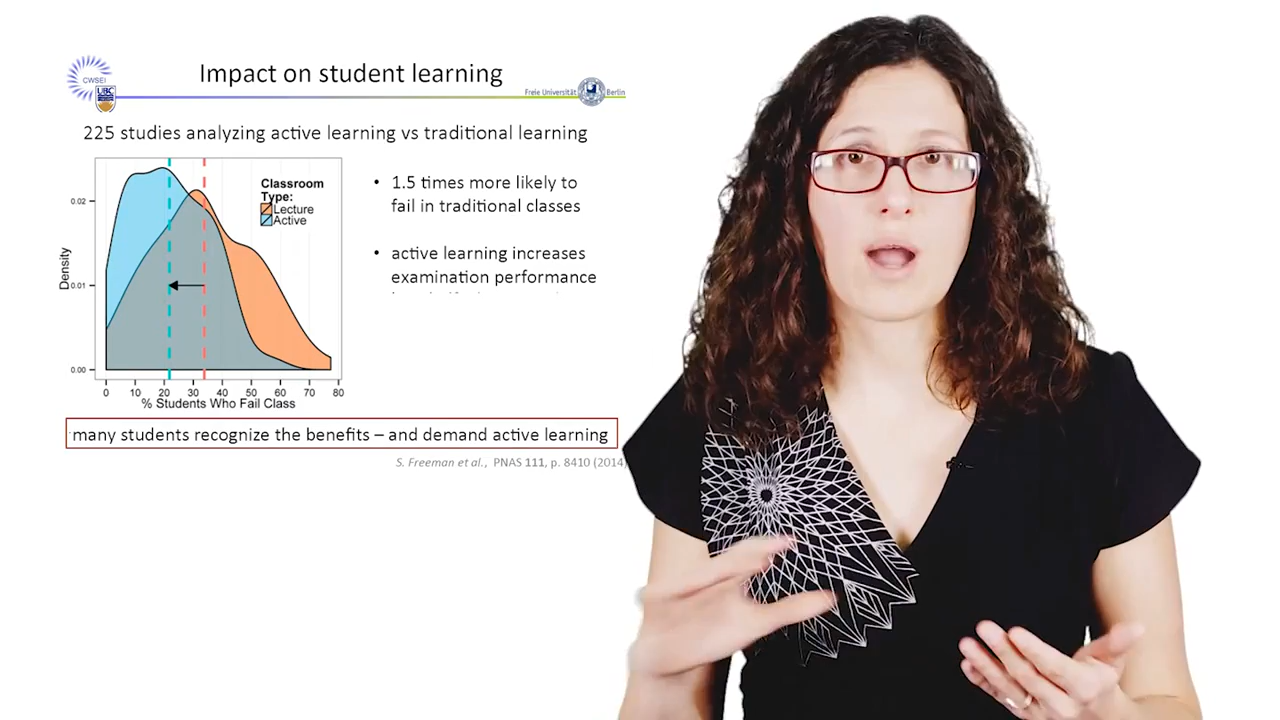 Impact on student learning
CWSEI
UBC
Freie Universität Berlin
225 studies analyzing active learning vs traditional learning
Classroom
Type:
Lecture
Active
0.02
0.01
0.00
Density
0 10 20 30 40 50 60 70 80
% Students Who Fail Class
• 1.5 times more likely to
fail in traditional classes
• active learning increases
examination performance
many students recognize the benefits – and demand active learning
S. Freeman et al., PNAS 111, p. 8410 (2014)